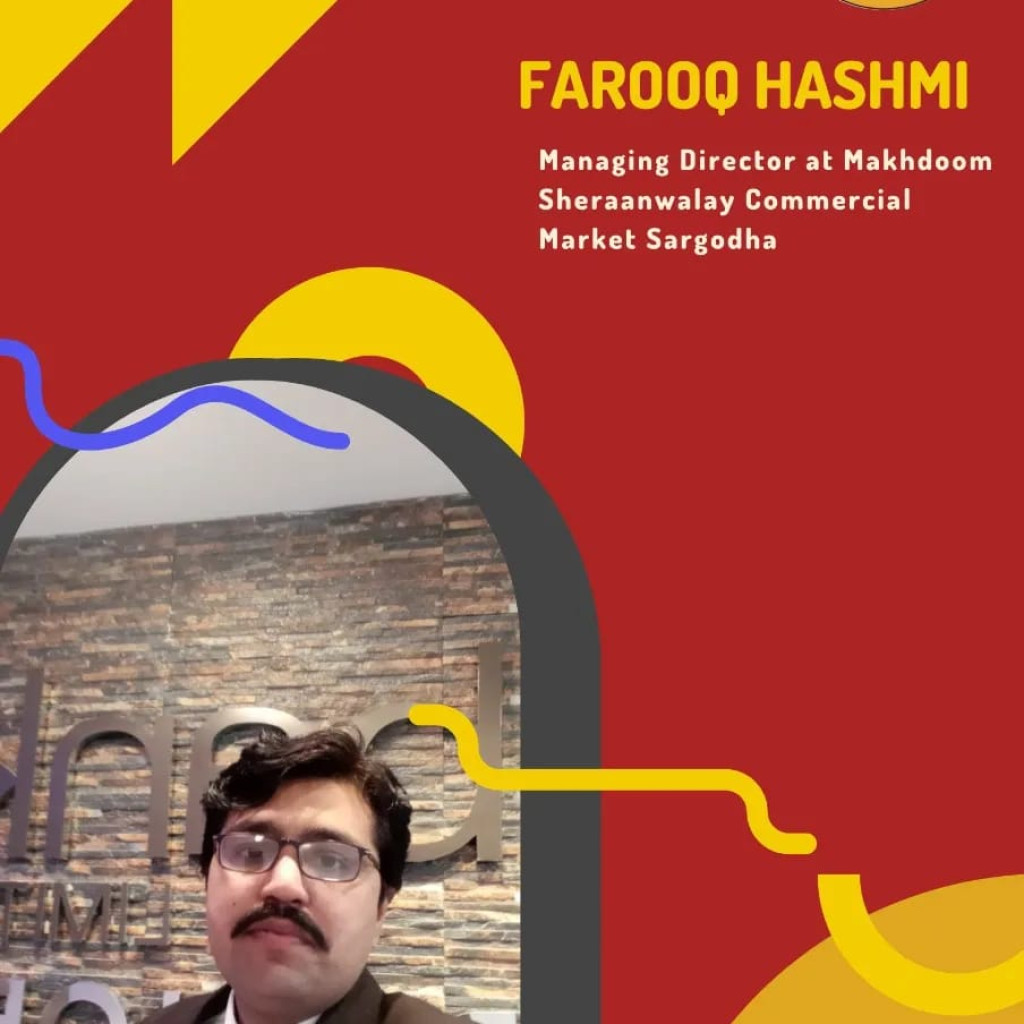 FAROOQ HASHMI
Managing Director at Makhdoom
Sheraanwalay Commercial
Market Sargodha